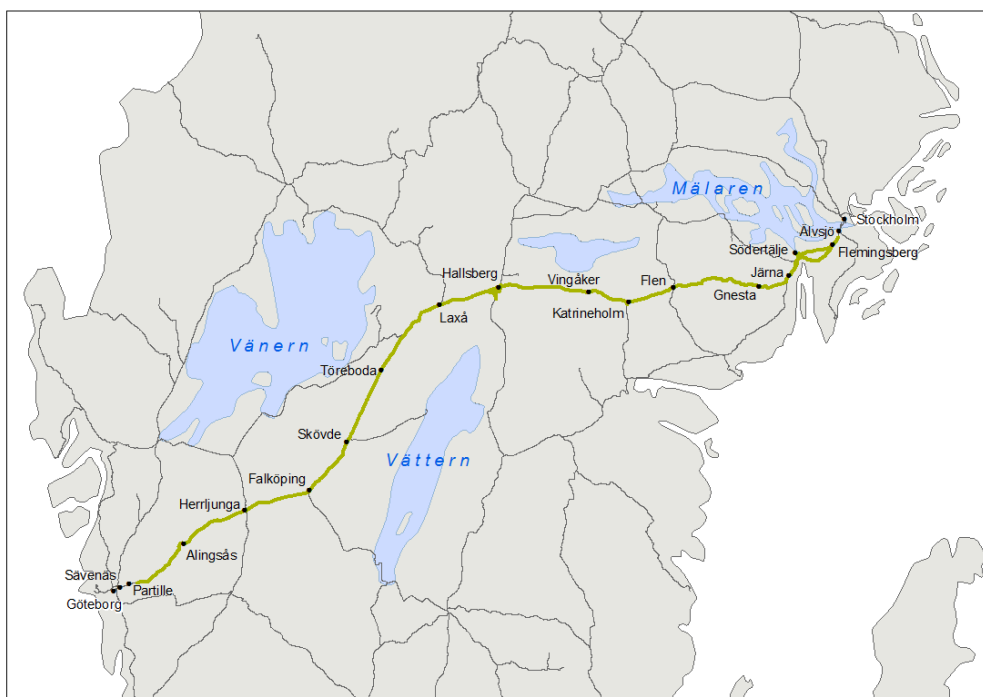 Mälaren
Stockholm
Älvsjö
Flemingsberg
Södertälje
Järna
Hallsberg
Vingåker
Flen
Gnesta
Katrineholm
Laxå
Vänern
Töreboda
Skövde
Vättern
Falköping
Herrljunga
Alingsås
Sävenäs
Partille
Göteborg